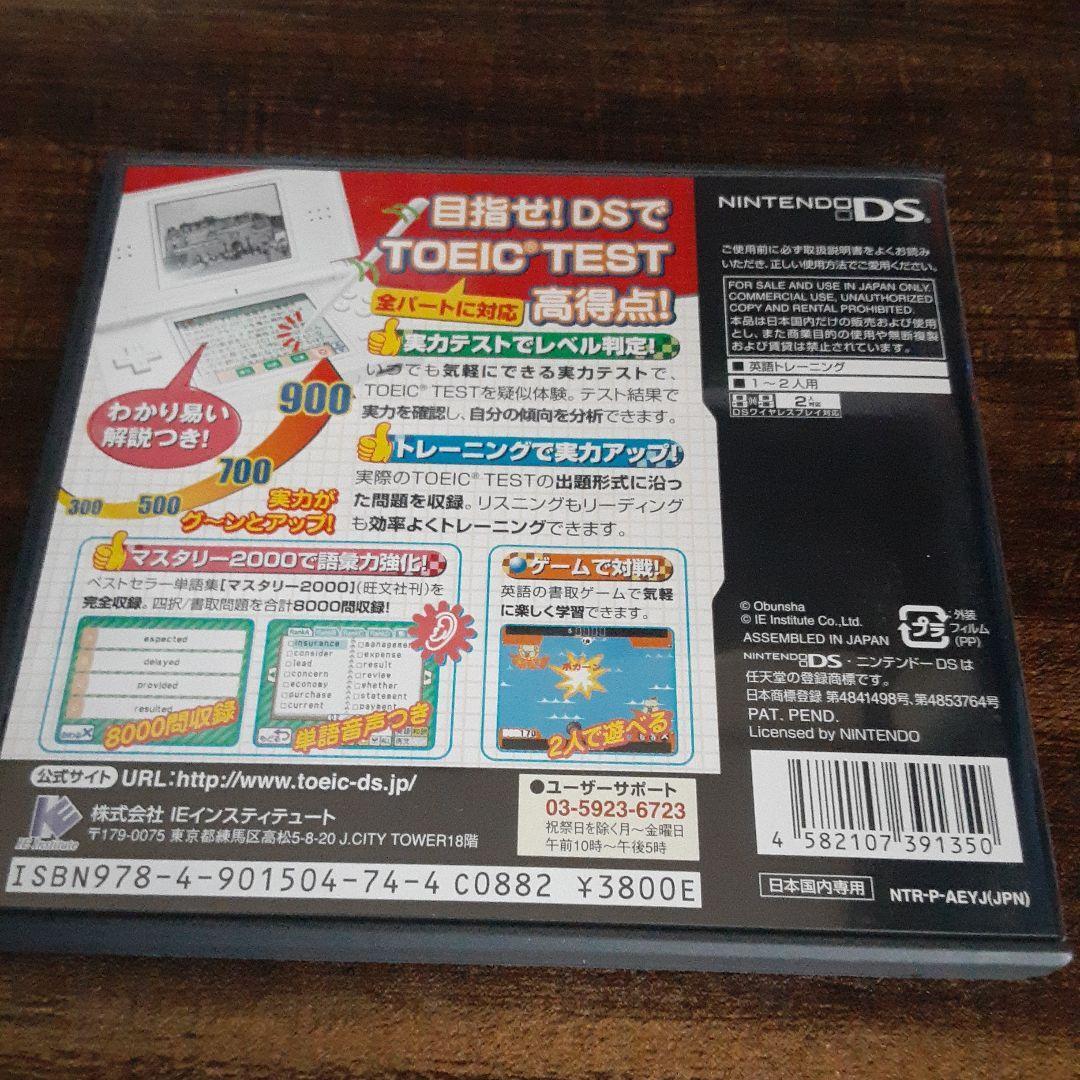 目指せ!DSで
TOEIC® TEST
全パートに対応 高得点!
実力テストでレベル判定!
いつでも気軽にできる実力テストで、
TOEIC® TESTを疑似体験。テスト結果で
実力を確認し、自分の傾向を分析できます。
わかり易い
解説つき!
900
700
500
300
実力が
グ〜ンとアップ!
トレーニングで実力アップ!
実際のTOEIC® TESTの出題形式に沿っ
た問題を収録。リスニングもリーディング
も効率よくトレーニングできます。
マスタリー2000で語彙力強化!
ベストセラー単語集[マスタリー2000](旺文社刊)を
完全収録。四択/書取問題を合計8000問収録!
expected
delayed
provided
resulted
8000問収録
RankA
insurance
consider
lead
concern
economy
purchase
current
expense
result
review
whether
statement
payment
もどる
単語音声つき
ゲームで対戦!
英語の書取ゲームで気軽
に楽しく学習できます。
2人で遊べる
公式サイト URL:http://www.toeic-ds.jp/
IE Institute
株式会社 IEインスティテュート
〒179-0075 東京都練馬区高松5-8-20 J.CITY TOWER18階
●ユーザーサポート
03-5923-6723
祝祭日を除く月〜金曜日
午前10時〜午後5時
ISBN978-4-901504-74-4 C0882 ¥3800E
NINTENDO DS
ご使用前に必ず取扱説明書をよくお読み
いただき、正しい使用方法でご愛用ください。
FOR SALE AND USE IN JAPAN ONLY.
COMMERCIAL USE, UNAUTHORIZED
COPY AND RENTAL PROHIBITED.
本品は日本国内だけの販売および使用
とし、また商業目的の使用や無断複製
および賃貸は禁止されています。
■英語トレーニング
■1〜2人用
2人対応
DSワイヤレスプレイ対応
© Obunsha
© IE Institute Co.,Ltd.
ASSEMBLED IN JAPAN
プラ
外装
フィルム
(PP)
NINTENDO DS・ニンテンドーDSは
任天堂の登録商標です。
日本商標登録 第4841498号、第4853764号
PAT. PEND.
Licensed by NINTENDO
4 582107 391350
日本国内専用
NTR-P-AEYJ(JPN)